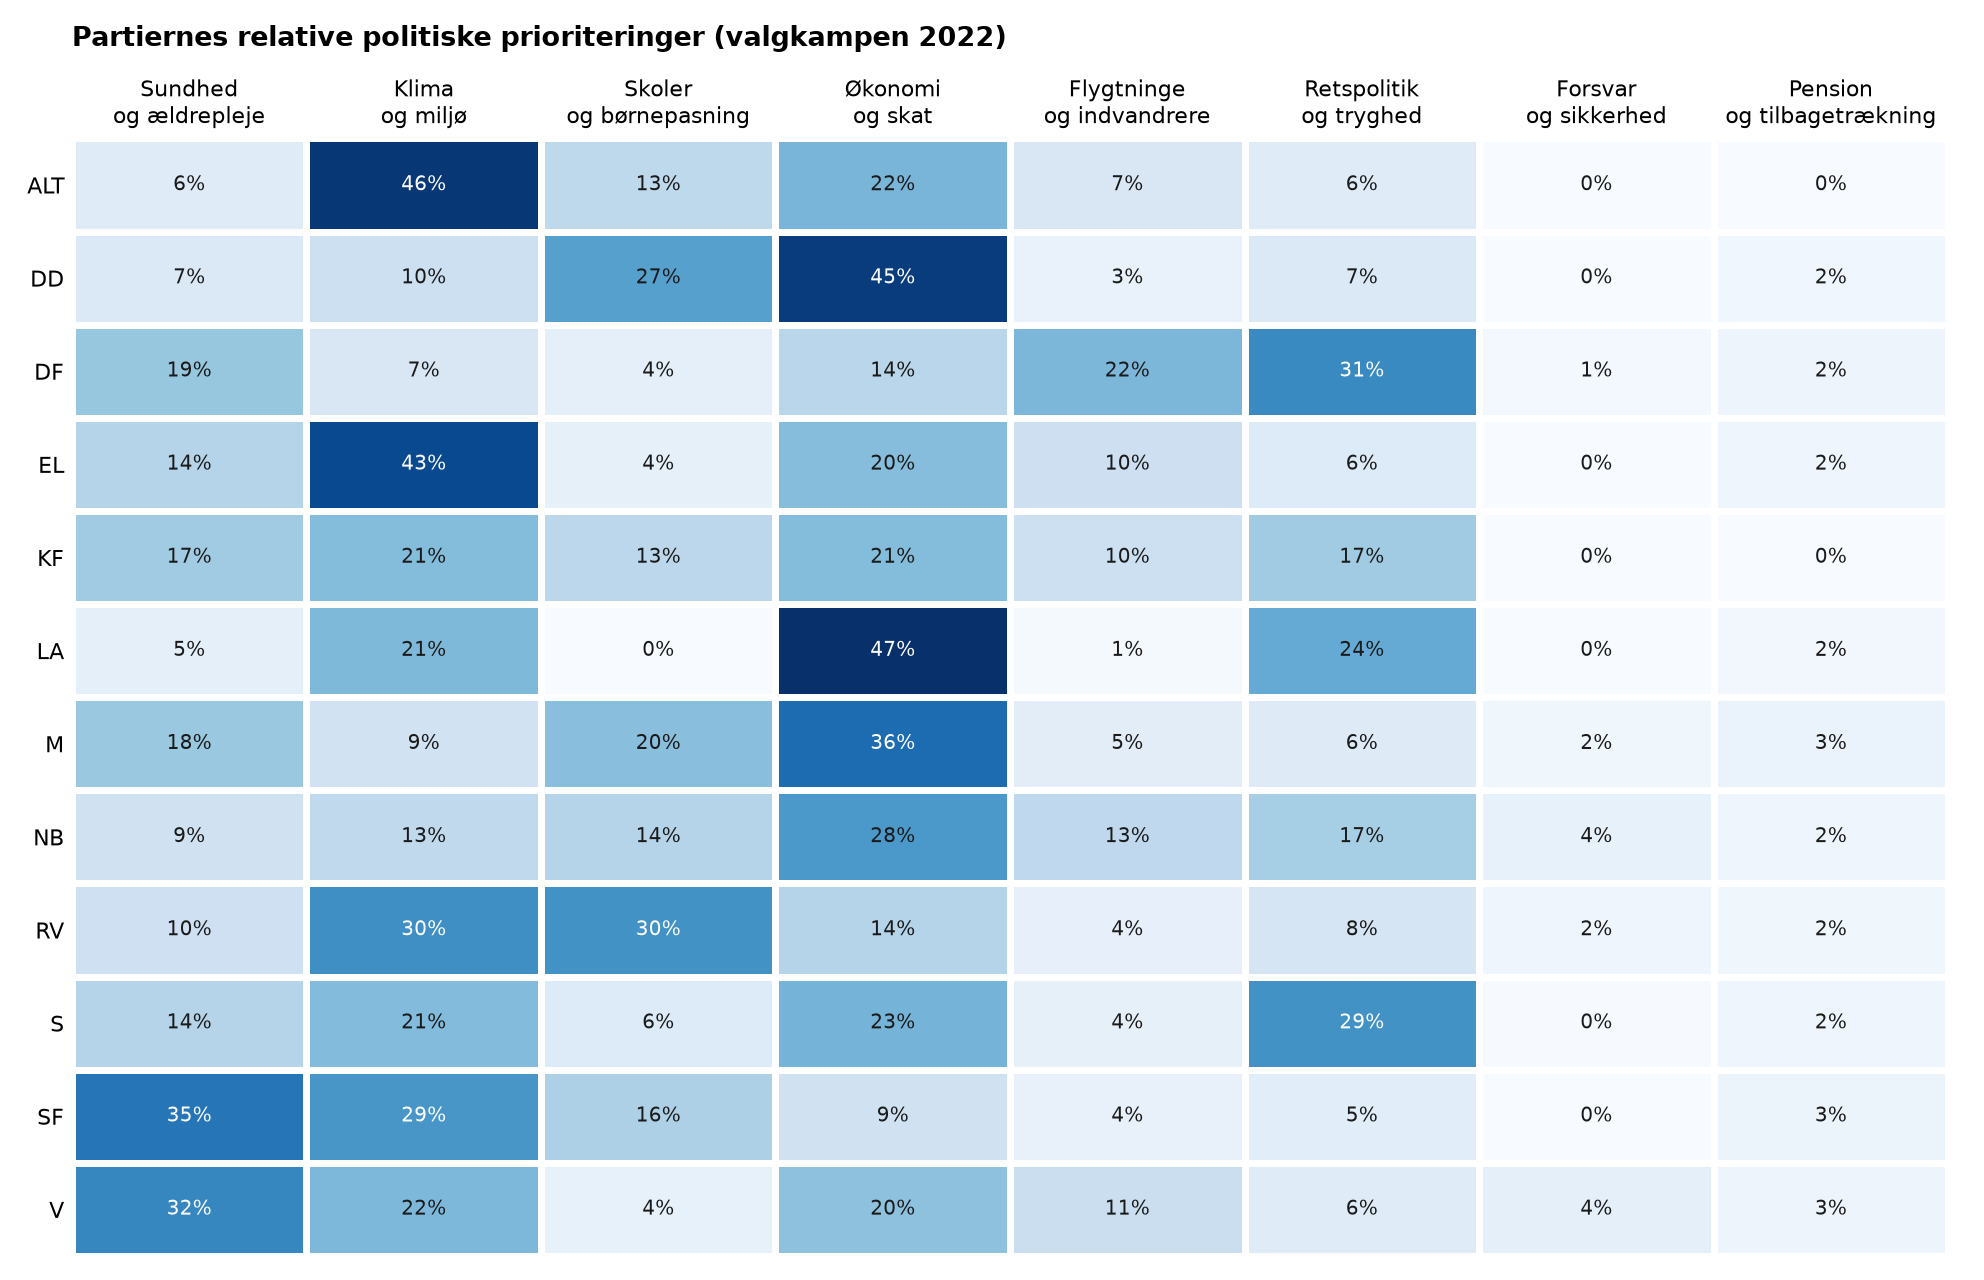 Partiernes relative politiske prioriteringer (valgkampen 2022)
Sundhed Klima Skoler Økonomi Flygtninge Retspolitik Forsvar Pension
og ældrepleje og miljø og børnepasning og skat og indvandrere og tryghed og sikkerhed og tilbagetrækning
ALT 6% 46% 13% 22% 7% 6% 0% 0%
DD 7% 10% 27% 45% 3% 7% 0% 2%
DF 19% 7% 4% 14% 22% 31% 1% 2%
EL 14% 43% 4% 20% 10% 6% 0% 2%
KF 17% 21% 13% 21% 10% 17% 0% 0%
LA 5% 21% 0% 47% 1% 24% 0% 2%
M 18% 9% 20% 36% 5% 6% 2% 3%
NB 9% 13% 14% 28% 13% 17% 4% 2%
RV 10% 30% 30% 14% 4% 8% 2% 2%
S 14% 21% 6% 23% 4% 29% 0% 2%
SF 35% 29% 16% 9% 4% 5% 0% 3%
V 32% 22% 4% 20% 11% 6% 4% 3%